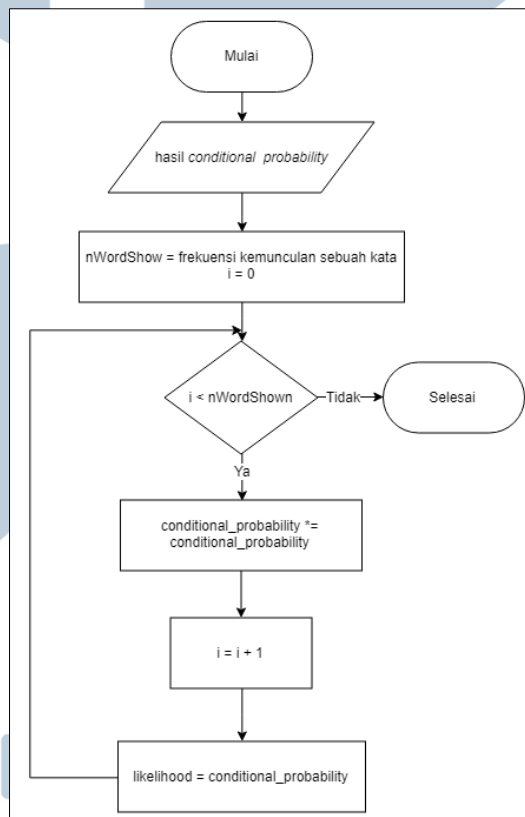 Mulai
hasil conditional probability
nWordShow = frekuensi kemunculan sebuah kata
i = 0
i < nWordShown
Tidak
Selesai
Ya
conditional_probability *=
conditional_probability
i = i + 1
likelihood = conditional_probability